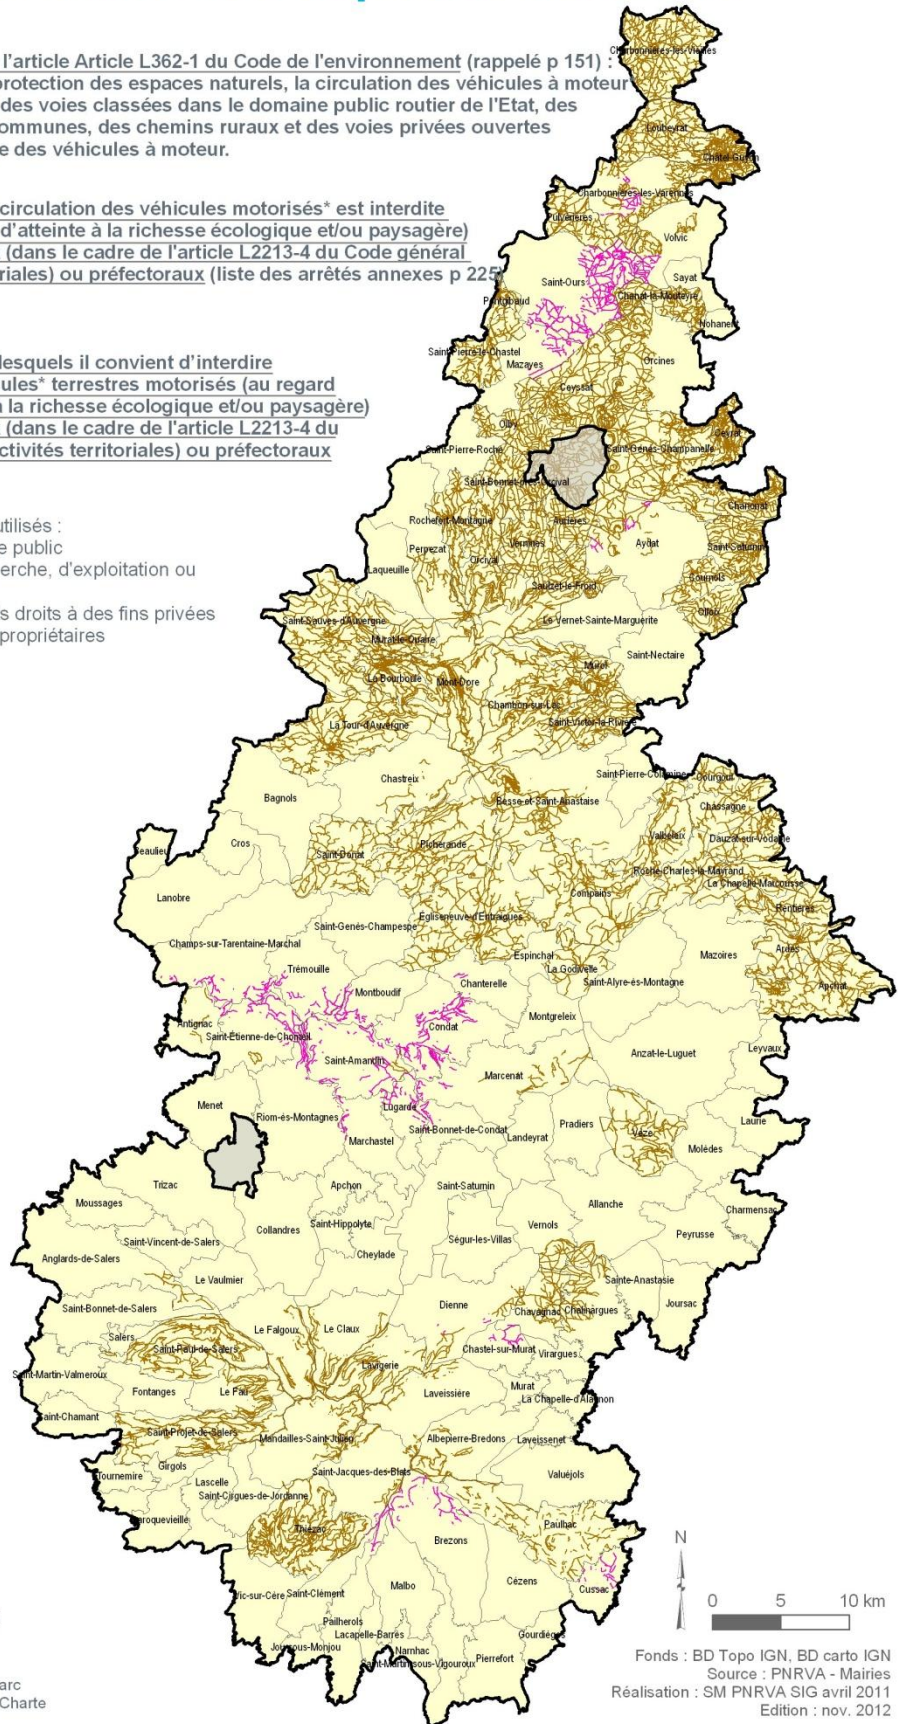 l'article Article L362-1 du Code de l'environnement (rappelé p 151) :
protection des espaces naturels, la circulation des véhicules à moteur
des voies classées dans le domaine public routier de l'Etat, des
ommunes, des chemins ruraux et des voies privées ouvertes
e des véhicules à moteur.
circulation des véhicules motorisés* est interdite
d'atteinte à la richesse écologique et/ou paysagère)
(dans le cadre de l'article L2213-4 du Code général
riales) ou préfectoraux (liste des arrêtés annexes p 225)
lesquels il convient d'interdire
ules* terrestres motorisés (au regard
à la richesse écologique et/ou paysagère)
(dans le cadre de l'article L2213-4 du
ctivités territoriales) ou préfectoraux
utilisés :
e public
erche, d'exploitation ou
s droits à des fins privées
propriétaires
Charbonnières-les-Vieilles
Loubeyrat
Châtel-Guyon
Charbonnières-les-Varennes
Pulvérières
Volvic
Saint-Ours
Sayat
Pontgibaud
Chanat-la-Mouteyre
Nohanent
Saint-Pierre-le-Chastel
Mazayes
Orcines
Ceyssat
Olby
Ceyrat
Saint-Pierre-Roche
Saint-Genès-Champanelle
Saint-Bonnet-près-Orcival
Chanonat
Rochefort-Montagne
Aurières
Vernines
Aydat
Saint-Saturnin
Perpezat
Orcival
Laqueuille
Cournols
Saulzet-le-Froid
Olloix
Saint-Sauves-d'Auvergne
Le Vernet-Sainte-Marguerite
Murat-le-Quaire
Saint-Nectaire
Murol
La Bourboule
Mont-Dore
Chambon-sur-Lac
La Tour-d'Auvergne
Saint-Victor-la-Rivière
Chastreix
Saint-Pierre-Colamine
Courgoul
Bagnols
Besse-et-Saint-Anastaise
Chassagne
Beaulieu
Cros
Saint-Donat
Picherande
Valbeleix
Dauzat-sur-Vodable
Roche-Charles-la-Mayrand
La Chapelle-Marcousse
Lanobre
Compains
Rentières
Saint-Genès-Champespe
Égliseneuve-d'Entraigues
Champs-sur-Tarentaine-Marchal
Ardes
Espinchal
Mazoires
Trémouille
La Godivelle
Chanterelle
Saint-Alyre-ès-Montagne
Apchat
Montboudif
Antignac
Condat
Montgreleix
Saint-Étienne-de-Chomeil
Leyvaux
Anzat-le-Luguet
Saint-Amandin
Marcenat
Menet
Lugarde
Riom-ès-Montagnes
Pradiers
Laurie
Saint-Bonnet-de-Condat
Vèze
Marchastel
Landeyrat
Molèdes
Trizac
Apchon
Saint-Saturnin
Moussages
Allanche
Charmensac
Saint-Hippolyte
Collandres
Vernols
Peyrusse
Saint-Vincent-de-Salers
Ségur-les-Villas
Cheylade
Anglards-de-Salers
Le Vaulmier
Sainte-Anastasie
Dienne
Joursac
Saint-Bonnet-de-Salers
Chavagnac
Chalinargues
Le Falgoux
Le Claux
Salers
Saint-Paul-de-Salers
Chastel-sur-Murat
Virargues
Lavigerie
Saint-Martin-Valmeroux
Murat
Fontanges
Le Fau
Laveissière
La Chapelle-d'Alagnon
Saint-Chamant
Saint-Projet-de-Salers
Mandailles-Saint-Julien
Albepierre-Bredons
Laveissenet
Girgols
Saint-Jacques-des-Blats
Valuéjols
Tournemire
Lascelle
Saint-Cirgues-de-Jordanne
Laroquevieille
Thiézac
Paulhac
Brezons
Cézens
Cussac
Vic-sur-Cère
Saint-Clément
Malbo
Pailherols
Lacapelle-Barrès
Gourdièges
Jou-sous-Monjou
Narnhac
Pierrefort
Saint-Martin-sous-Vigouroux
N
0 5 10 km
Fonds : BD Topo IGN, BD carto IGN
Source : PNRVA - Mairies
Réalisation : SM PNRVA SIG avril 2011
Edition : nov. 2012
arc
Charte